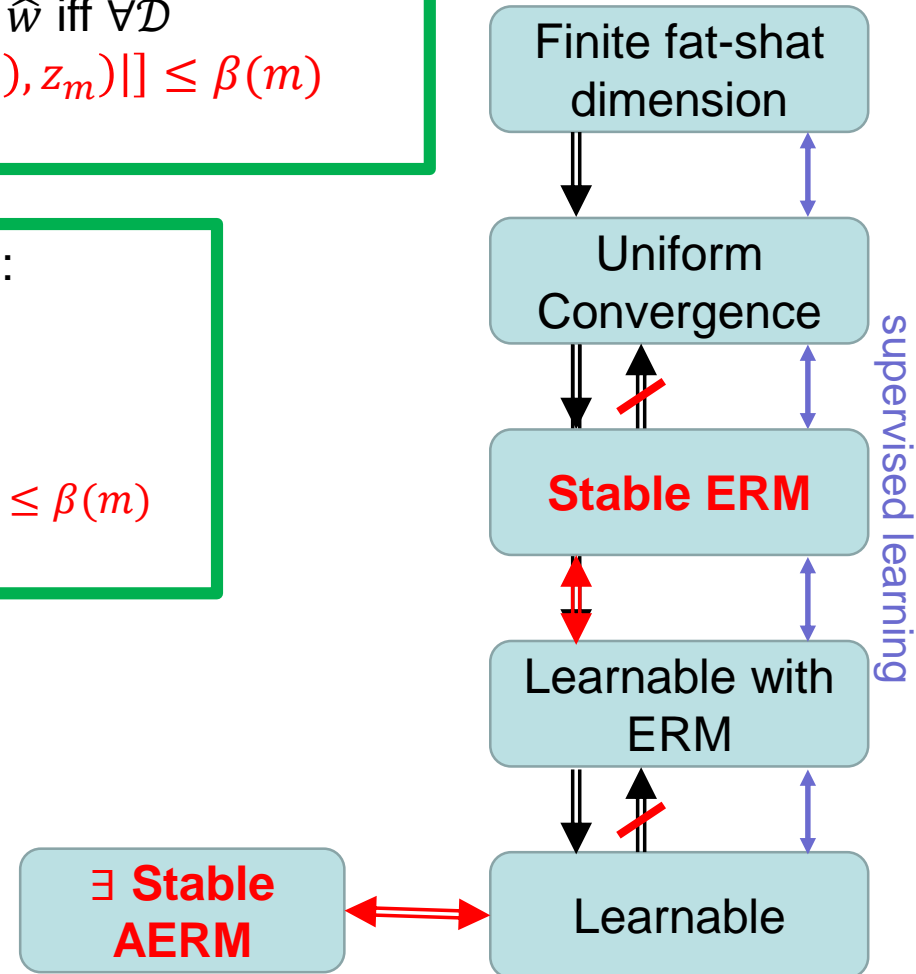 ŵ iff ∀𝒟
), z_m)|] ≤ β(m)
:
≤ β(m)
Finite fat-shat
dimension
Uniform
Convergence
Stable ERM
supervised learning
Learnable with
ERM
∃ Stable
AERM
Learnable